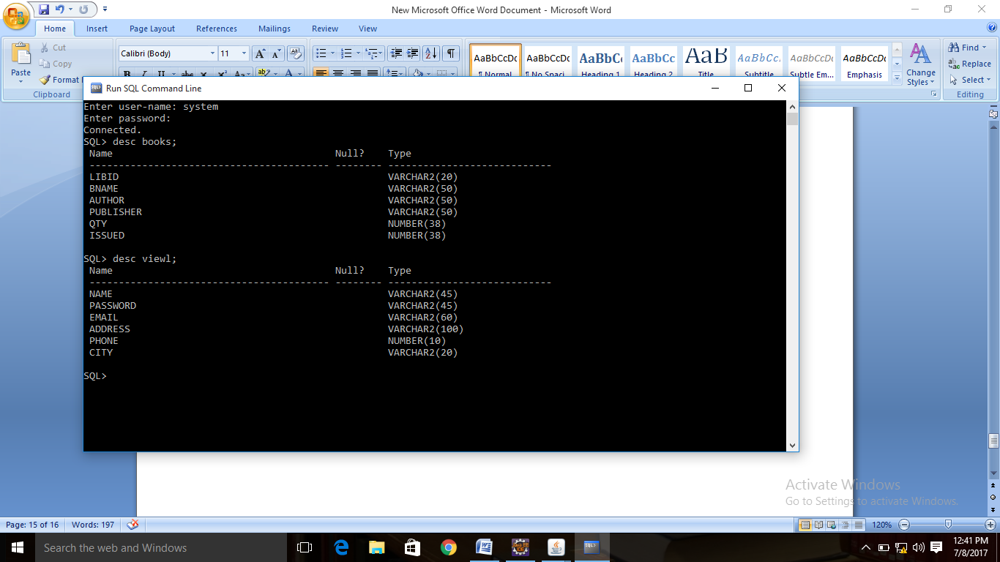 New Microsoft Office Word Document - Microsoft Word
Home Insert Page Layout References Mailings Review View
Paste
Cut
Copy
Format
Clipboard
Calibri (Body) 11
AaBbCcDc AaBbCcDc AaBbC AaBbCc AaB AaBbCc. AaBbCcDc AaBbCcDc
¶ Normal ¶ No Spaci... Heading 1 Heading 2 Title Subtitle Subtle Em... Emphasis
Change
Styles
Find
Replace
Select
Editing
Run SQL Command Line
Enter user-name: system
Enter password:
Connected.
SQL> desc books;
Name Null? Type
----------------------------------------- -------- ----------------------------
LIBID VARCHAR2(20)
BNAME VARCHAR2(50)
AUTHOR VARCHAR2(50)
PUBLISHER VARCHAR2(50)
QTY NUMBER(38)
ISSUED NUMBER(38)
SQL> desc viewl;
Name Null? Type
----------------------------------------- -------- ----------------------------
NAME VARCHAR2(45)
PASSWORD VARCHAR2(45)
EMAIL VARCHAR2(60)
ADDRESS VARCHAR2(100)
PHONE NUMBER(10)
CITY VARCHAR2(20)
SQL>
Activate Windows
Go to Settings to activate Windows.
Page: 15 of 16 Words: 197 120%
Search the web and Windows
12:41 PM
7/8/2017